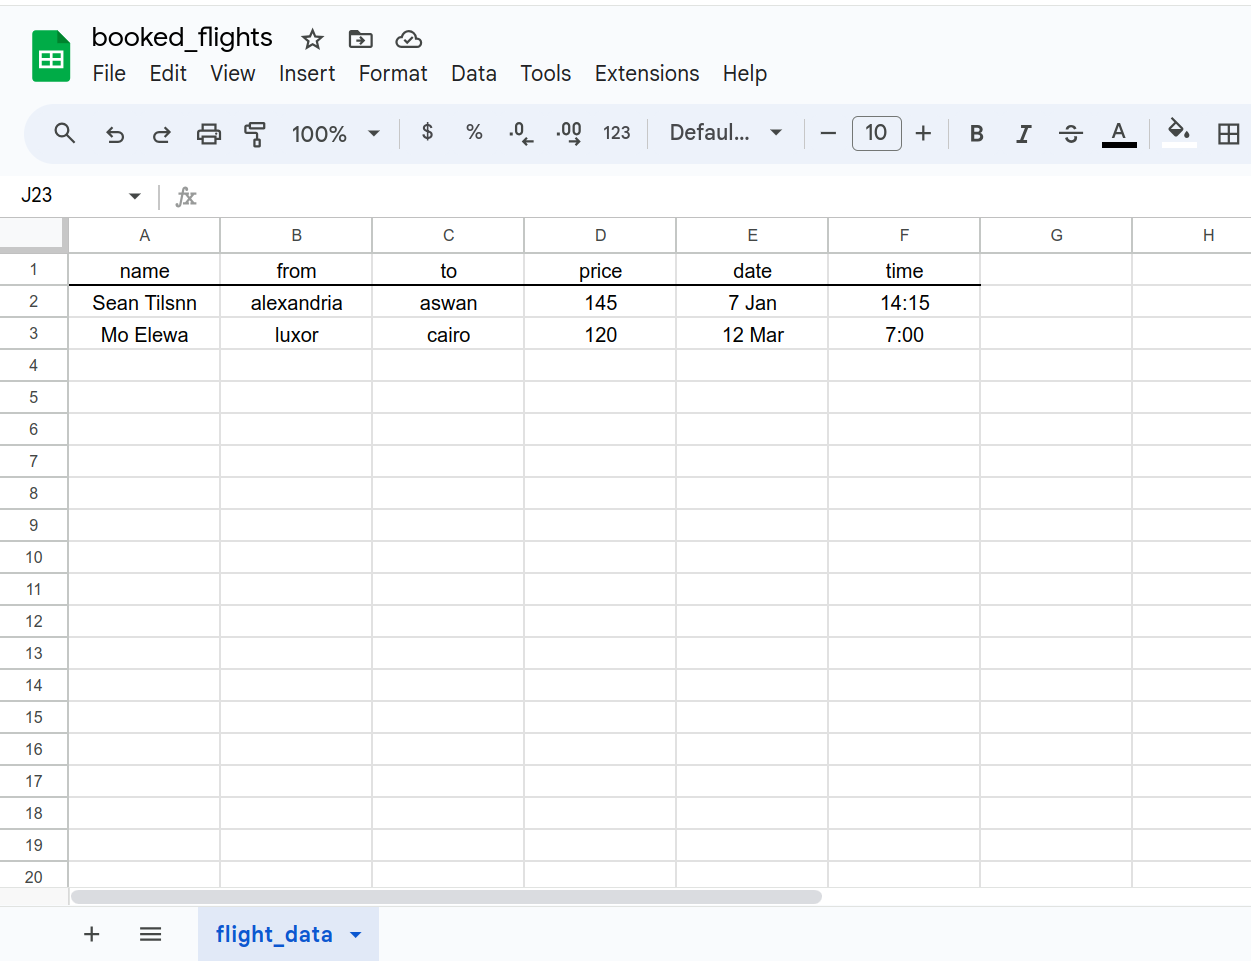 booked_flights
File Edit View Insert Format Data Tools Extensions Help
100% $ % .0 .00 123 Defaul... 10 B I S A
J23 fx
A B C D E F G H
1 name from to price date time
2 Sean Tilsnn alexandria aswan 145 7 Jan 14:15
3 Mo Elewa luxor cairo 120 12 Mar 7:00
4
5
6
7
8
9
10
11
12
13
14
15
16
17
18
19
20
flight_data